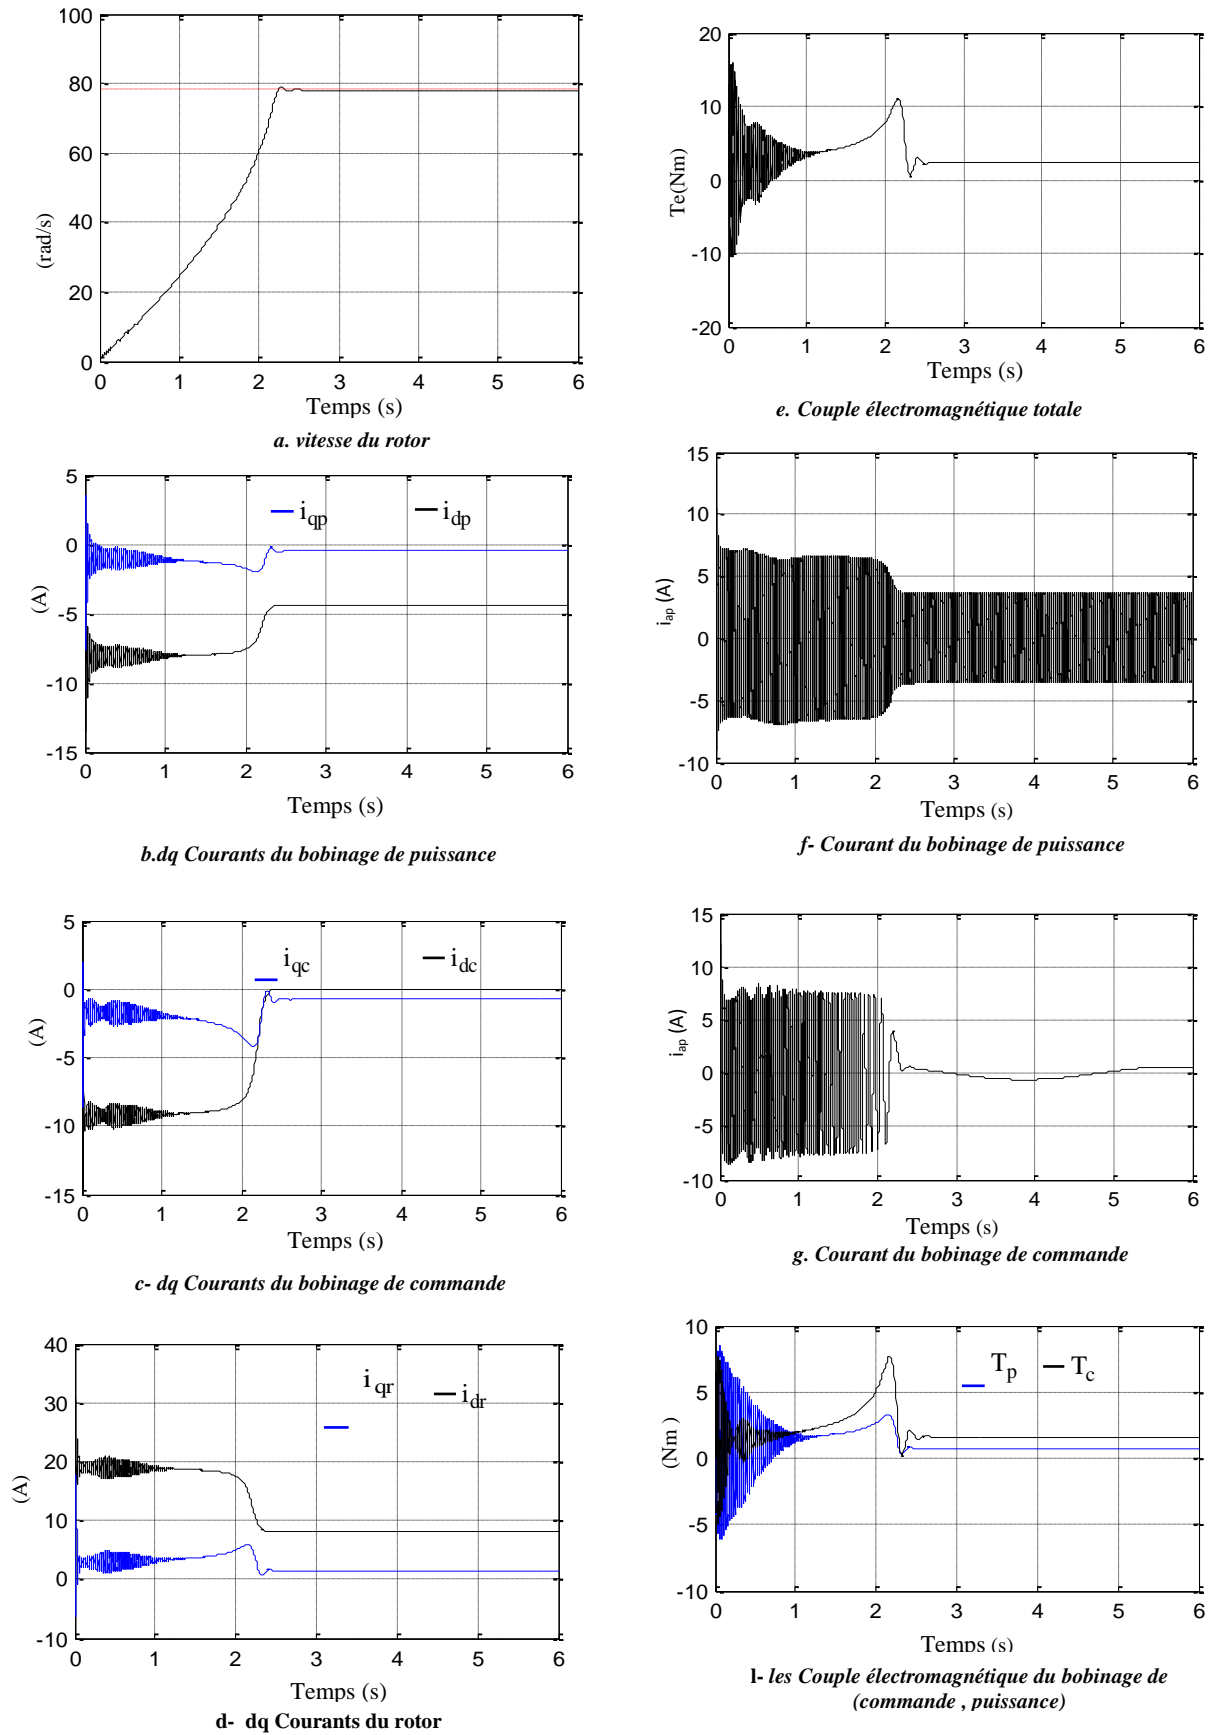 100
80
60
40
20
0
(rad/s)
0 1 2 3 4 5 6
Temps (s)
a. vitesse du rotor
20
10
0
-10
-20
Te(Nm)
0 1 2 3 4 5 6
Temps (s)
e. Couple électromagnétique totale
5
0
-5
-10
-15
(A)
iqp idp
0 1 2 3 4 5 6
Temps (s)
b.dq Courants du bobinage de puissance
15
10
5
0
-5
-10
iap (A)
0 1 2 3 4 5 6
Temps (s)
f- Courant du bobinage de puissance
5
0
-5
-10
-15
(A)
iqc idc
0 1 2 3 4 5 6
Temps (s)
c- dq Courants du bobinage de commande
15
10
5
0
-5
-10
iap (A)
0 1 2 3 4 5 6
Temps (s)
g. Courant du bobinage de commande
40
30
20
10
0
-10
(A)
iqr idr
0 1 2 3 4 5 6
Temps (s)
d- dq Courants du rotor
10
5
0
-5
-10
(Nm )
Tp Tc
0 1 2 3 4 5 6
Temps (s)
l- les Couple électromagnétique du bobinage de
(commande , puissance)